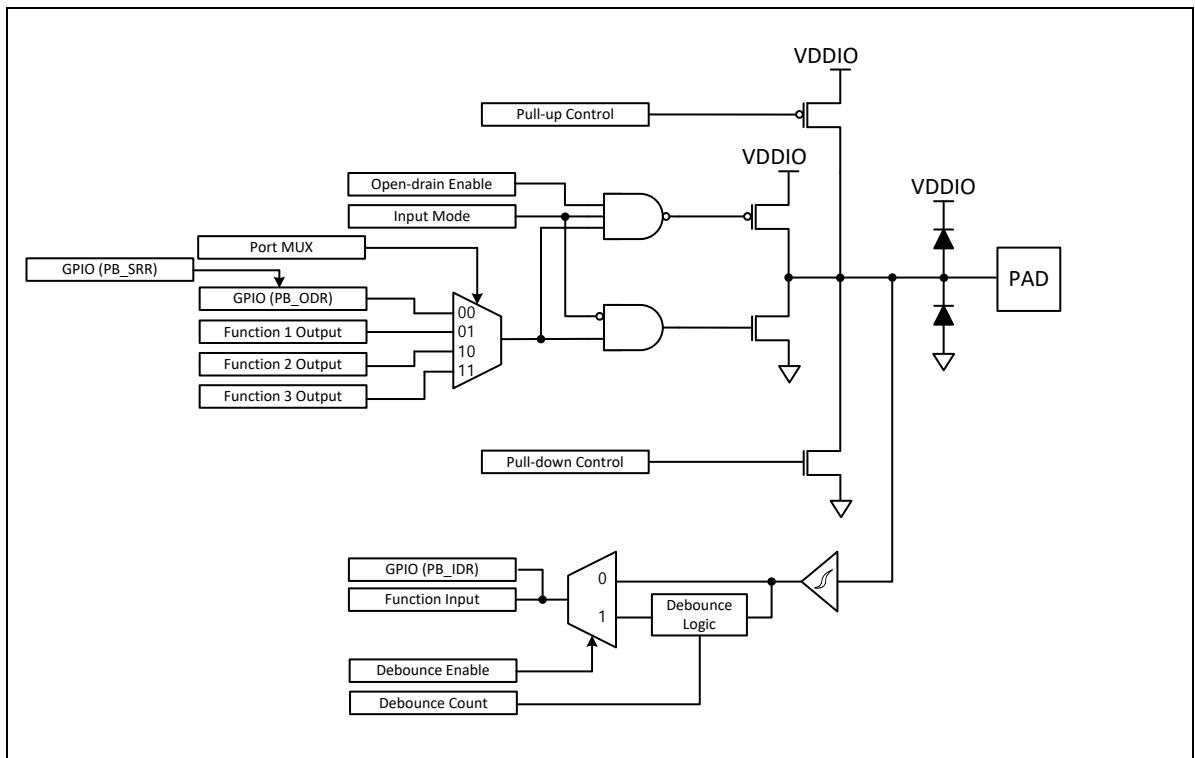 VDDIO
Pull-up Control
VDDIO
Open-drain Enable
VDDIO
Input Mode
Port MUX
GPIO (PB_SRR)
PAD
GPIO (PB_ODR)
00
Function 1 Output
01
Function 2 Output
10
Function 3 Output
11
Pull-down Control
GPIO (PB_IDR)
0
Function Input
1
Debounce
Logic
Debounce Enable
Debounce Count